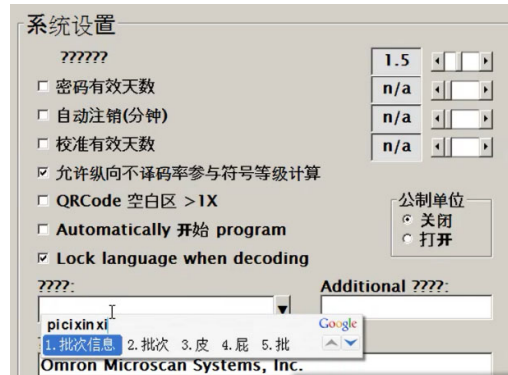 系统设置
?????? 1.5
密码有效天数 n/a
自动注销(分钟) n/a
校准有效天数 n/a
允许纵向不译码率参与符号等级计算
QRCode 空白区 >1X
公制单位
关闭
打开
Automatically 开始 program
Lock language when decoding
????:
Additional ????:
picixinxi
Google
1.批次信息 2.批次 3.皮 4.屁 5.批
Omron Microscan Systems, Inc.